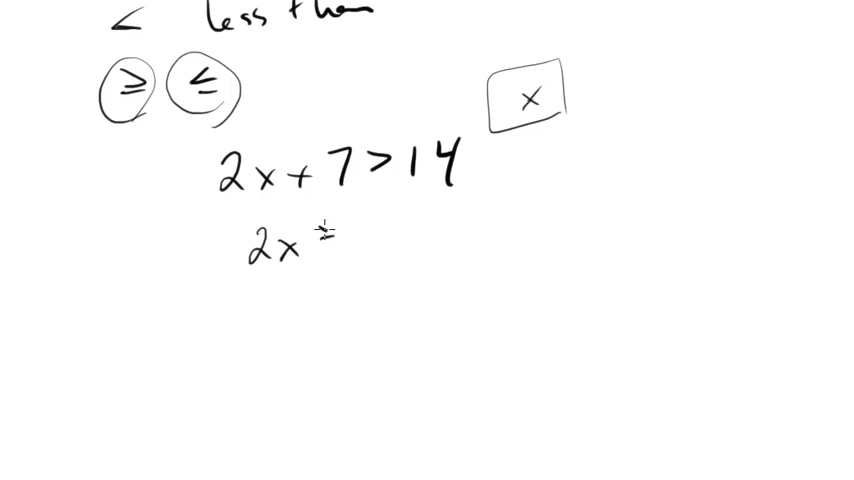 < less than
≥ ≤
x
2x + 7 > 14
2x